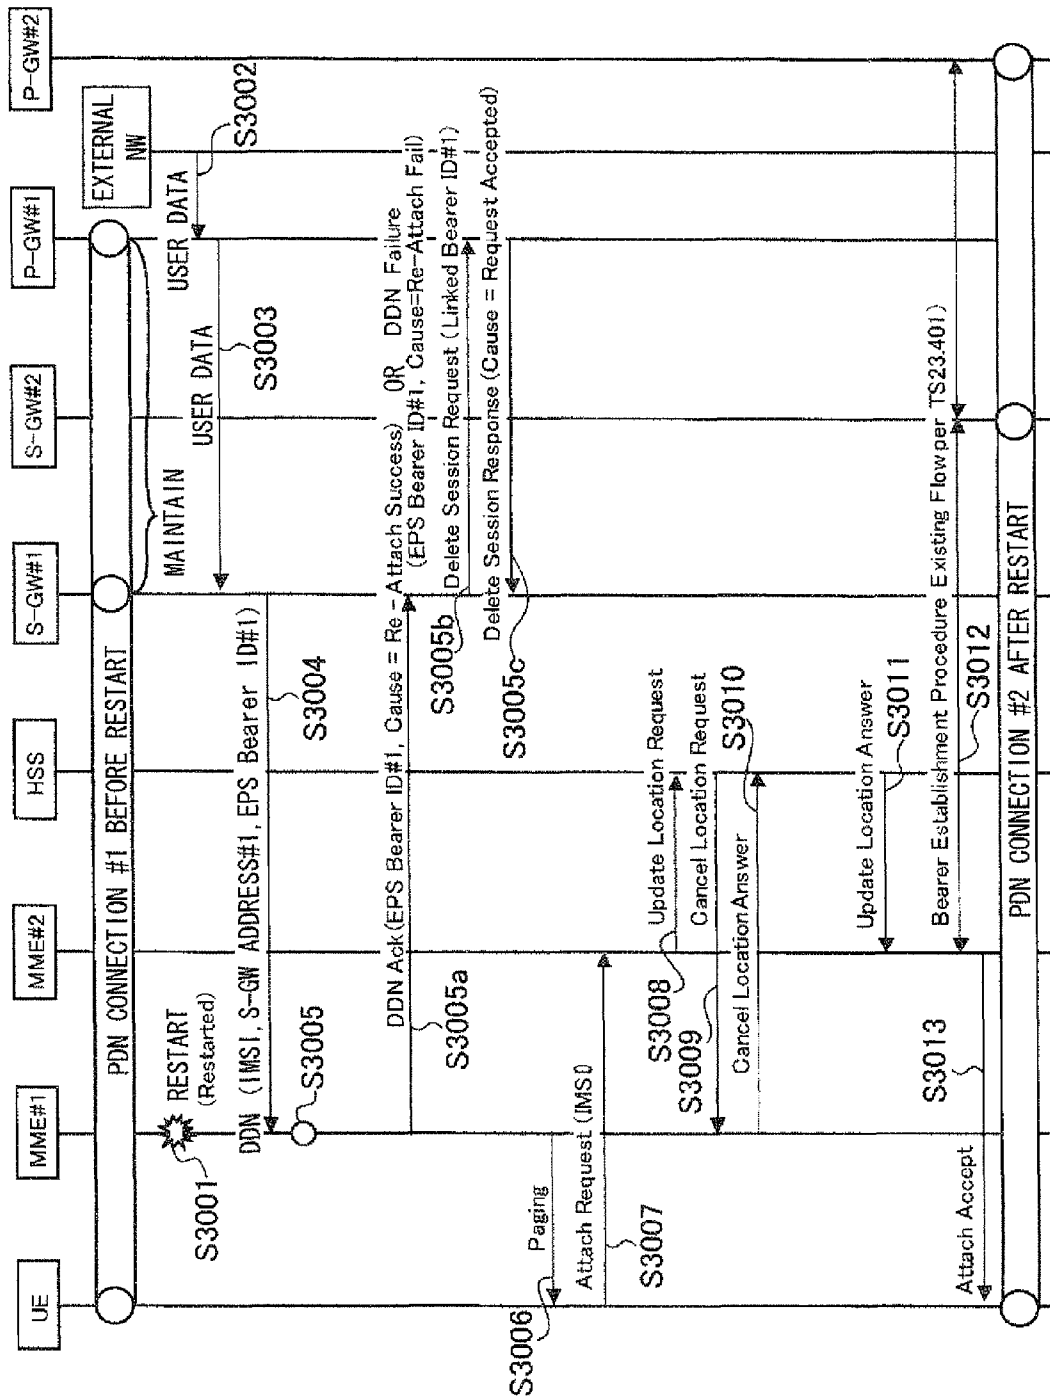 UE
MME#1
MME#2
HSS
S-GW#1
S-GW#2
P-GW#1
EXTERNAL
NW
P-GW#2
PDN CONNECTION #1 BEFORE RESTART
MAINTAIN
RESTART
(Restarted)
S3001
USER DATA
S3002
USER DATA
S3003
DDN (IMSI, S-GW ADDRESS#1, EPS Bearer ID#1)
S3004
S3005
DDN Ack(EPS Bearer ID#1, Cause = Re-Attach Success) OR DDN Failure
(EPS Bearer ID#1, Cause=Re-Attach Fail)
S3005a
Delete Session Request (Linked Bearer ID#1)
S3005b
Delete Session Response (Cause = Request Accepted)
S3005c
Paging
S3006
Attach Request (IMSI)
S3007
Update Location Request
S3008
Cancel Location Request
S3009
Cancel Location Answer
S3010
Update Location Answer
S3011
Bearer Establishment Procedure Existing Flow per TS23.401)
S3012
Attach Accept
S3013
PDN CONNECTION #2 AFTER RESTART